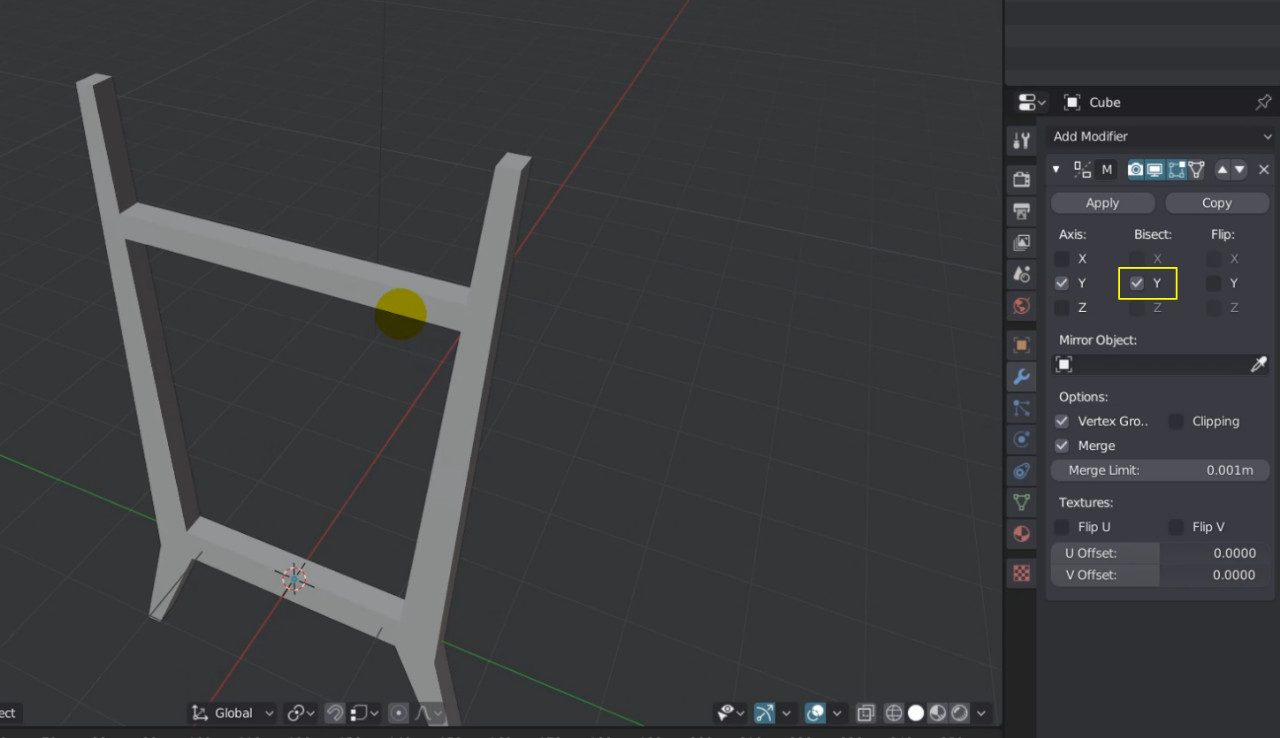 Cube
Add Modifier
M
Apply Copy
Axis: Bisect: Flip:
X X X
Y Y Y
Z Z Z
Mirror Object:
Options:
Vertex Gro.. Clipping
Merge
Merge Limit: 0.001m
Textures:
Flip U Flip V
U Offset: 0.0000
V Offset: 0.0000
ect Global